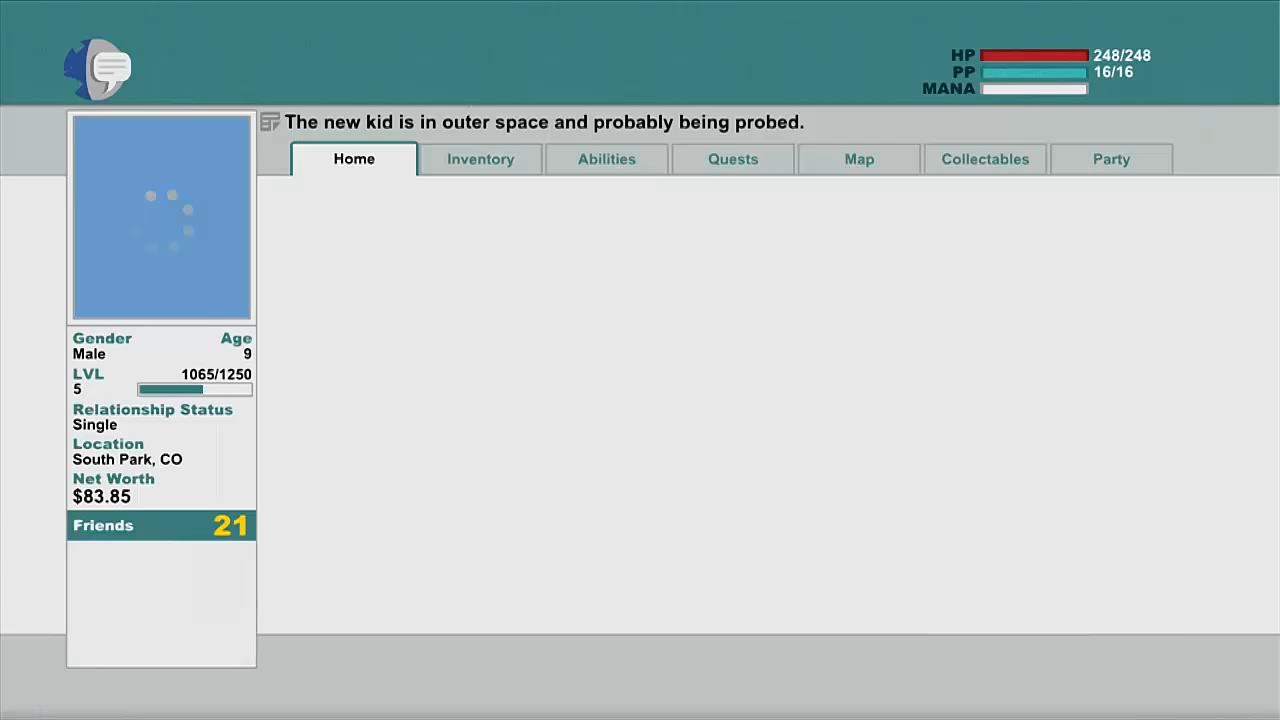 HP 248/248
PP 16/16
MANA
The new kid is in outer space and probably being probed.
Home Inventory Abilities Quests Map Collectables Party
Gender Age
Male 9
LVL 1065/1250
5
Relationship Status
Single
Location
South Park, CO
Net Worth
$83.85
Friends 21